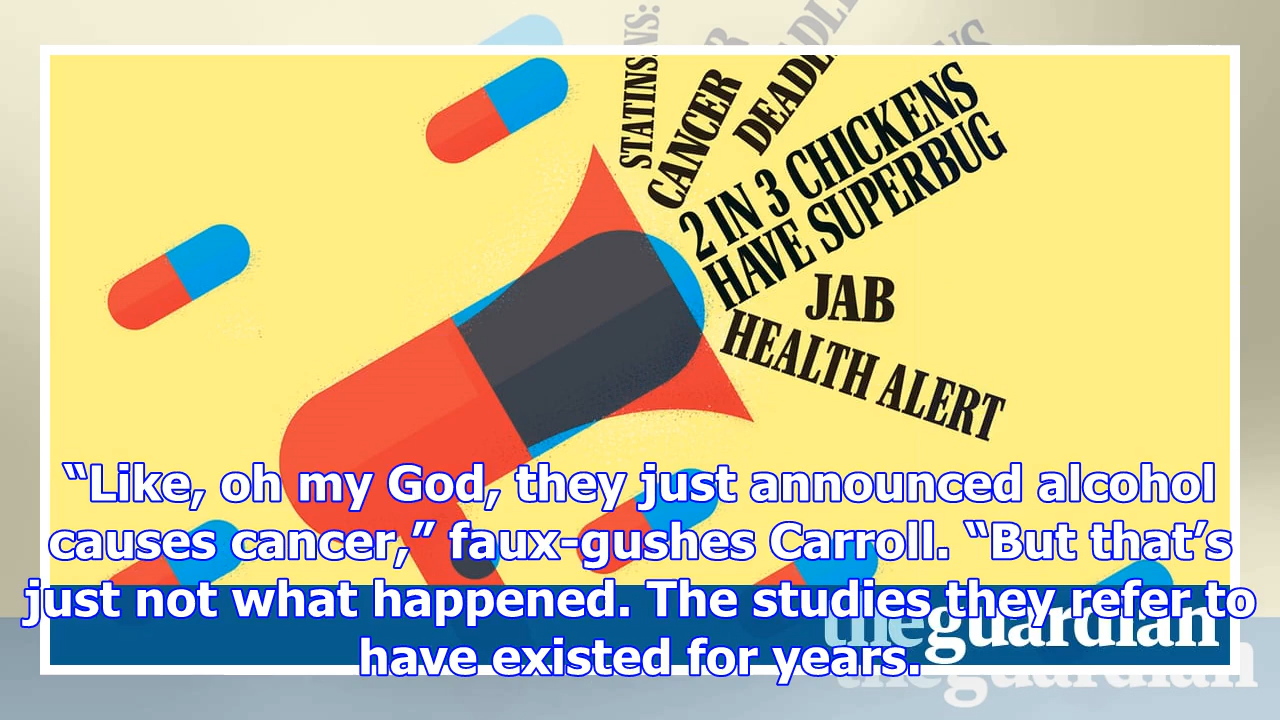 STATINS:
CANCER
2 IN 3 CHICKENS
HAVE SUPERBUG
JAB
HEALTH ALERT
“Like, oh my God, they just announced alcohol
causes cancer,” faux-gushes Carroll. “But that’s
just not what happened. The studies they refer to
have existed for years.
theguardian
theguardian